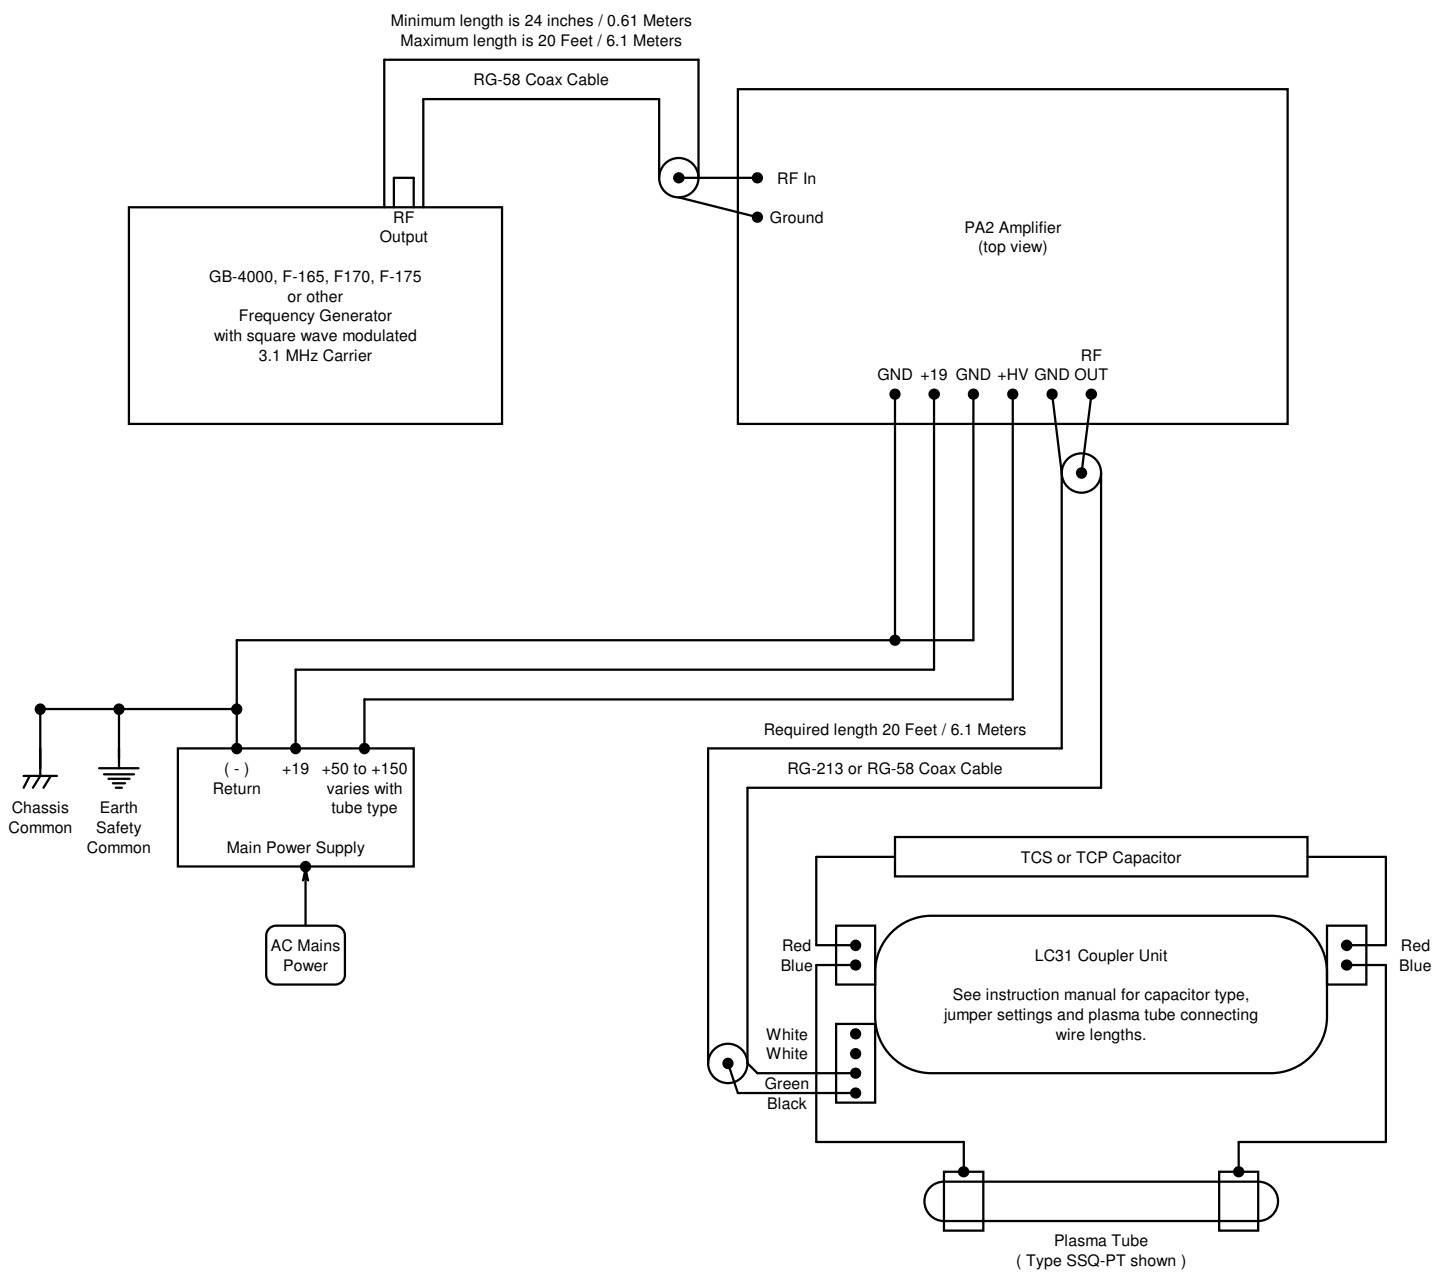 Minimum length is 24 inches / 0.61 Meters
Maximum length is 20 Feet / 6.1 Meters
RG-58 Coax Cable
RF In
Ground
PA2 Amplifier
(top view)
RF
Output
GB-4000, F-165, F170, F-175
or other
Frequency Generator
with square wave modulated
3.1 MHz Carrier
RF
GND +19 GND +HV GND OUT
Required length 20 Feet / 6.1 Meters
RG-213 or RG-58 Coax Cable
( - )
Return
+19
+50 to +150
varies with
tube type
Main Power Supply
Chassis
Common
Earth
Safety
Common
AC Mains
Power
TCS or TCP Capacitor
Red
Blue
LC31 Coupler Unit
See instruction manual for capacitor type,
jumper settings and plasma tube connecting
wire lengths.
Red
Blue
White
White
Green
Black
Plasma Tube
( Type SSQ-PT shown )